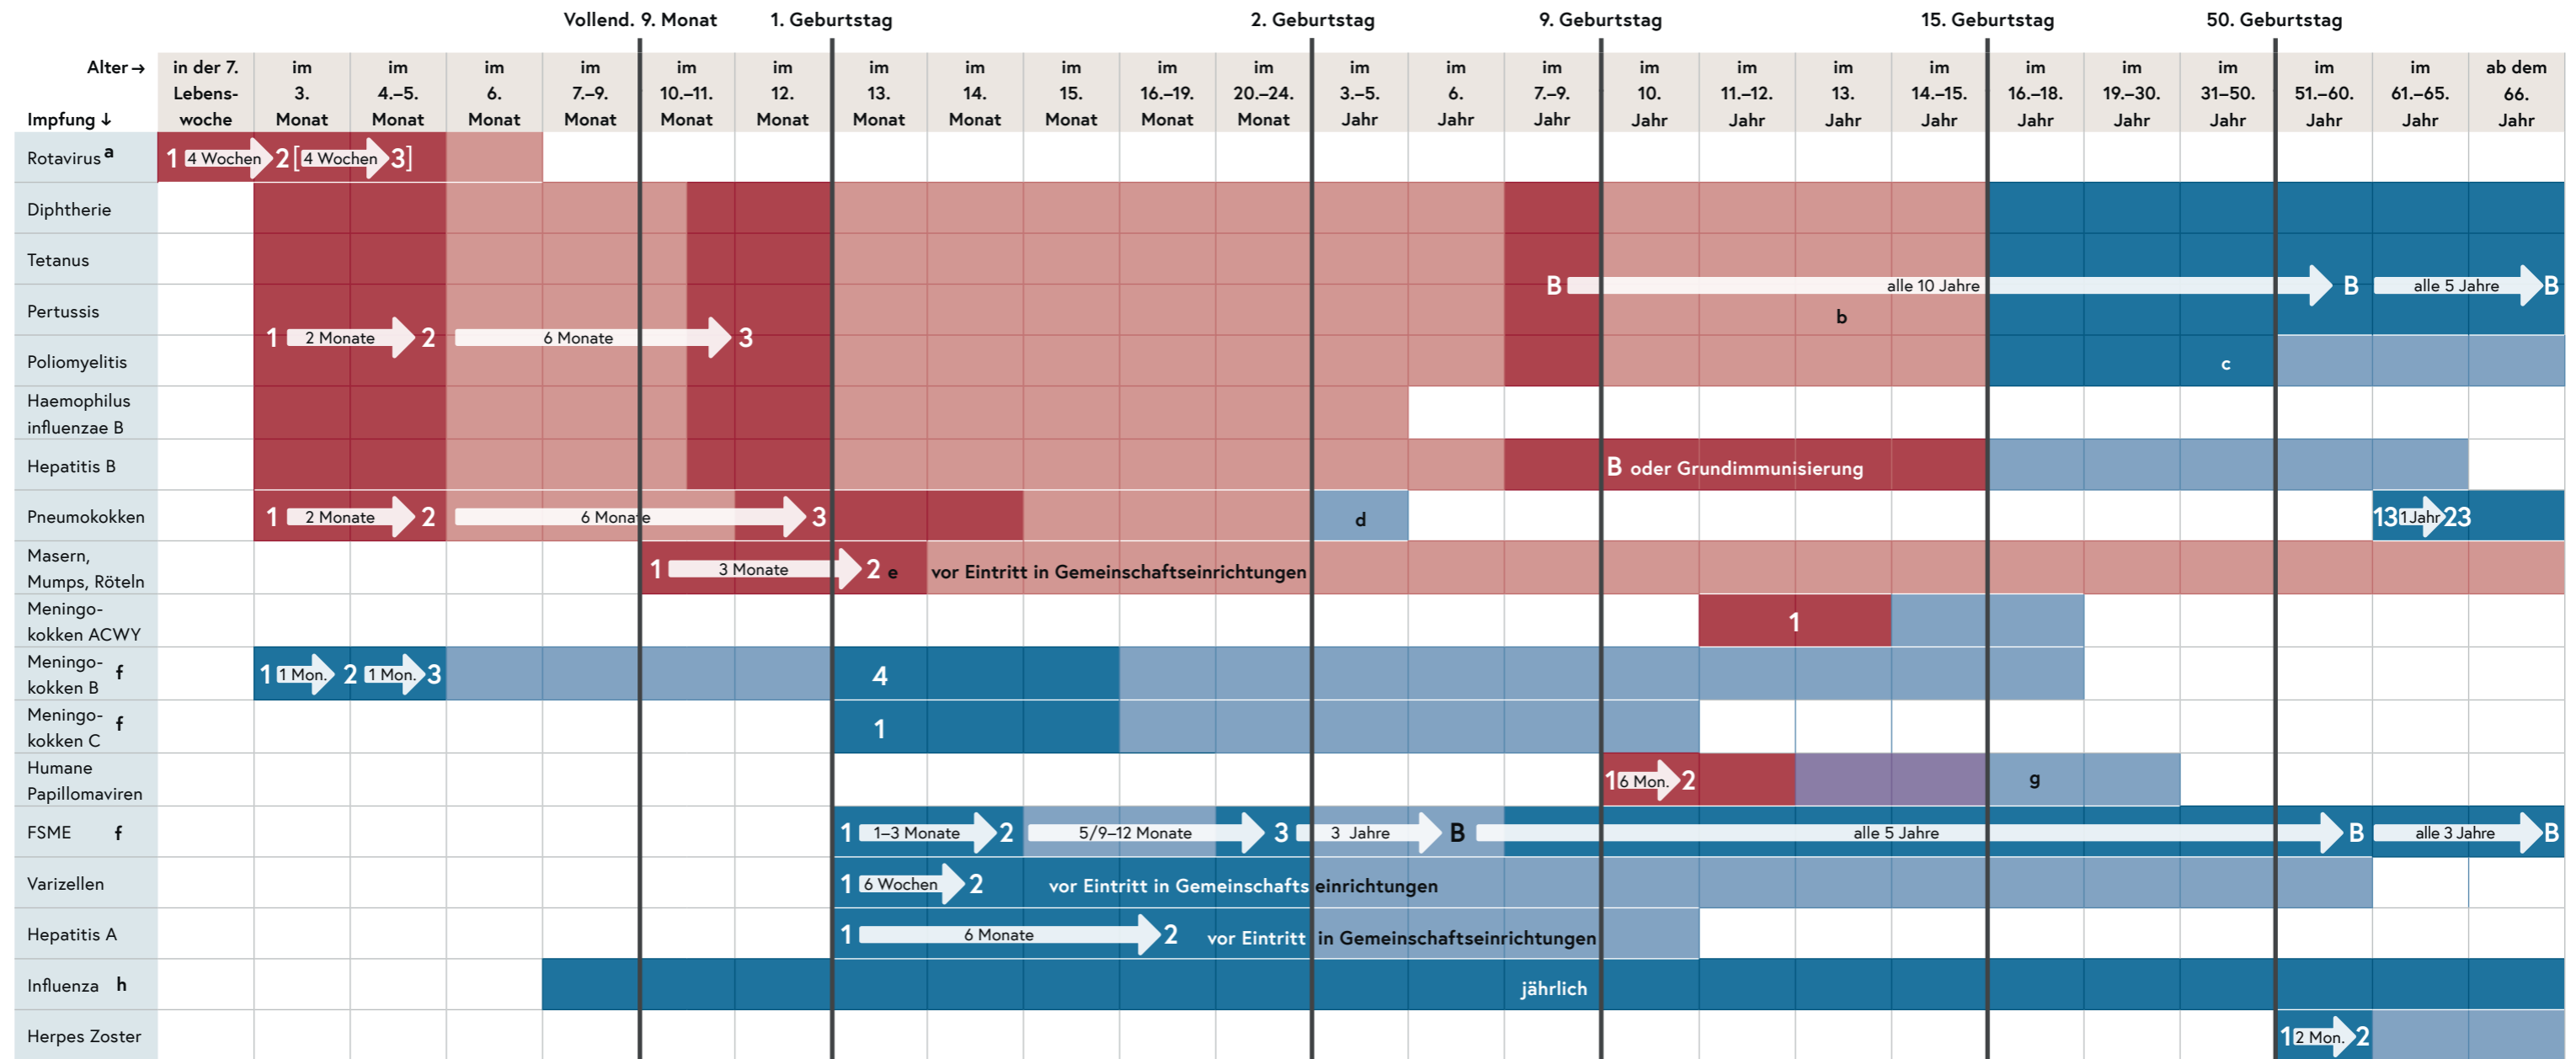 Vollend. 9. Monat 1. Geburtstag 2. Geburtstag 9. Geburtstag 15. Geburtstag 50. Geburtstag
Alter→ in der 7. im im im im im im im im im im im im im im im im im im im im im im im ab dem
Lebens- 3. 4.–5. 6. 7.–9. 10.–11. 12. 13. 14. 15. 16.–19. 20.–24. 3.–5. 6. 7.–9. 10. 11.–12. 13. 14.–15. 16.–18. 19.–30. 31–50. 51.–60. 61.–65. 66.
Impfung ↓ woche Monat Monat Monat Monat Monat Monat Monat Monat Monat Monat Monat Jahr Jahr Jahr Jahr Jahr Jahr Jahr Jahr Jahr Jahr Jahr Jahr Jahr
Rotavirus a 1 4 Wochen 2 [ 4 Wochen 3]
Diphtherie
Tetanus
B alle 10 Jahre B alle 5 Jahre B
Pertussis b
1 2 Monate 2 6 Monate 3
Poliomyelitis c
Haemophilus
influenzae B
Hepatitis B B oder Grundimmunisierung
Pneumokokken 1 2 Monate 2 6 Monate 3 d 13 1 Jahr 23
Masern,
Mumps, Röteln 1 3 Monate 2 e vor Eintritt in Gemeinschaftseinrichtungen
Meningo-
kokken ACWY 1
Meningo-
kokken B f 1 1 Mon. 2 1 Mon. 3 4
Meningo-
kokken C f 1
Humane
Papillomaviren 1 6 Mon. 2 g
FSME f 1 1–3 Monate 2 5/9–12 Monate 3 3 Jahre B alle 5 Jahre B alle 3 Jahre B
Varizellen 1 6 Wochen 2 vor Eintritt in Gemeinschaftseinrichtungen
Hepatitis A 1 6 Monate 2 vor Eintritt in Gemeinschaftseinrichtungen
Influenza h jährlich
Herpes Zoster 1 2 Mon. 2